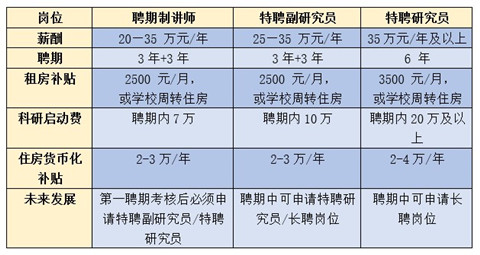 岗位 聘期制讲师 特聘副研究员 特聘研究员
薪酬 20—35 万元/年 25—35 万元/年 35万元/年及以上
聘期 3年+3年 3年+3年 6 年
租房补贴 2500 元/月， 2500 元/月， 3500 元/月，
或学校周转住房 或学校周转住房 或学校周转住房
科研启动费 聘期内7万 聘期内10万 聘期内20万及以
上
住房货币化 2-3万/年 2-3万/年 2-4万/年
补贴
未来发展 第一聘期考核后必须申 聘期中可申请特聘研 聘期中可申请长
请特聘副研究员/特聘 究员/长聘岗位 聘岗位
研究员